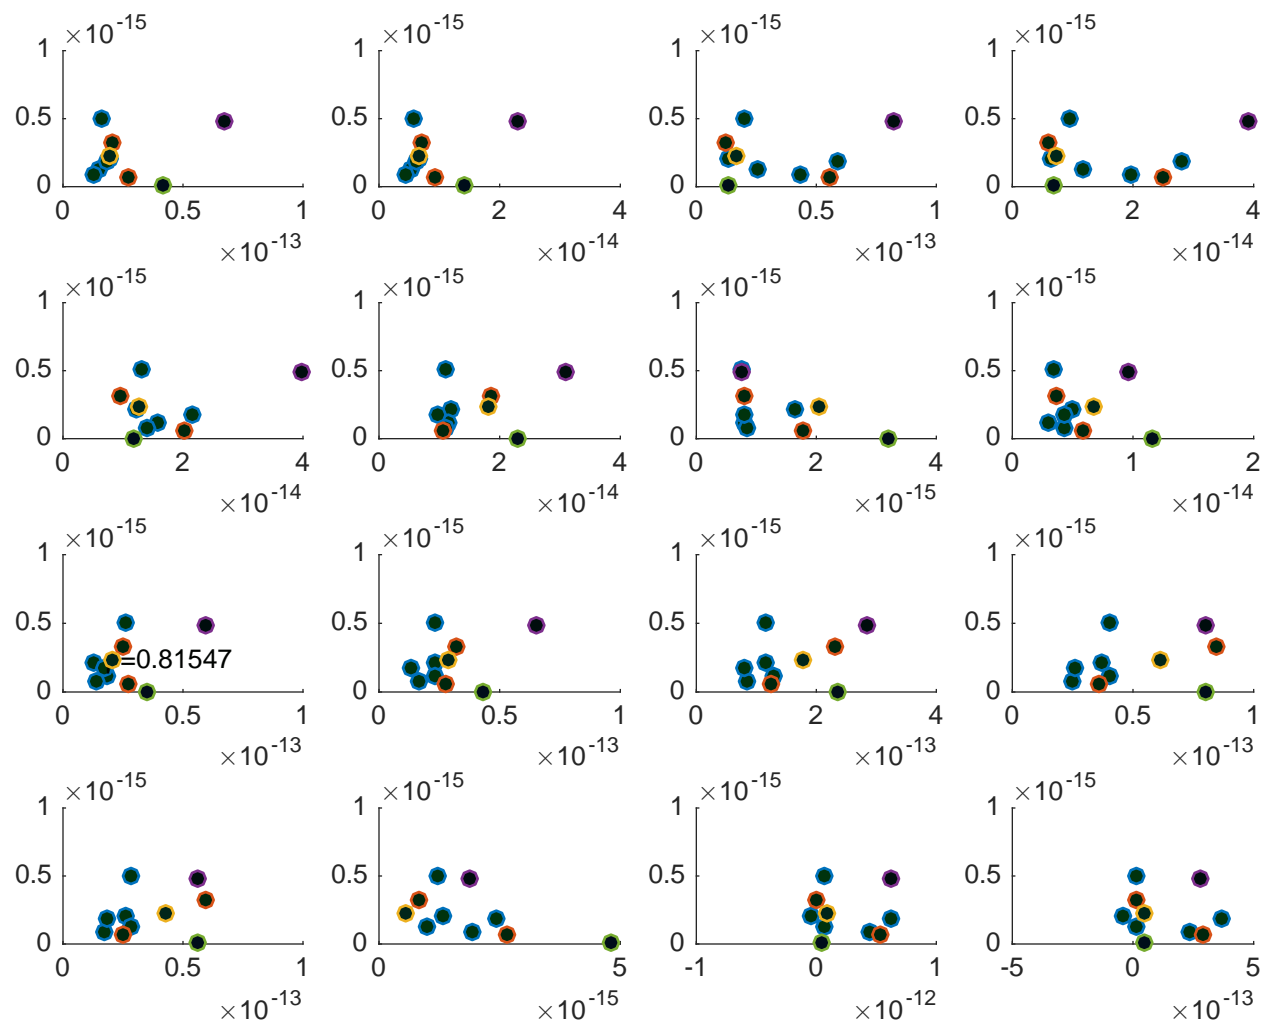 ×10-15 ×10-15 ×10-15 ×10-15
1 1 1 1
0.5 0.5 0.5 0.5
0 0 0 0
0 0.5 1 0 2 4 0 0.5 1 0 2 4
×10-13 ×10-14 ×10-13 ×10-14
×10-15 ×10-15 ×10-15 ×10-15
1 1 1 1
0.5 0.5 0.5 0.5
0 0 0 0
0 2 4 0 2 4 0 2 4 0 1 2
×10-14 ×10-14 ×10-15 ×10-14
×10-15 ×10-15 ×10-15 ×10-15
1 1 1 1
0.5 0.5 0.5 0.5
=0.81547
0 0 0 0
0 0.5 1 0 0.5 1 0 2 4 0 0.5 1
×10-13 ×10-13 ×10-13 ×10-13
×10-15 ×10-15 ×10-15 ×10-15
1 1 1 1
0.5 0.5 0.5 0.5
0 0 0 0
0 0.5 1 0 5 -1 0 1 -5 0 5
×10-13 ×10-15 ×10-12 ×10-13